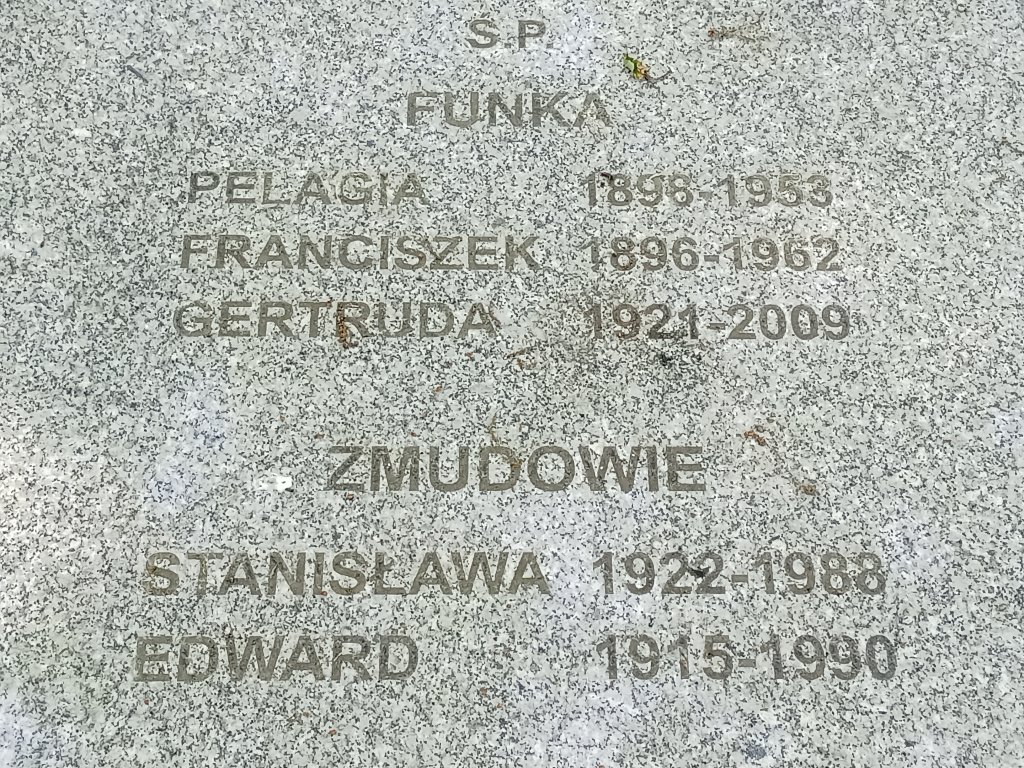 S.P.
FUNKA
PELAGIA 1898-1953
FRANCISZEK 1896-1962
GERTRUDA 1921-2009
ZMUDOWIE
STANISŁAWA 1922-1988
EDWARD 1915-1990